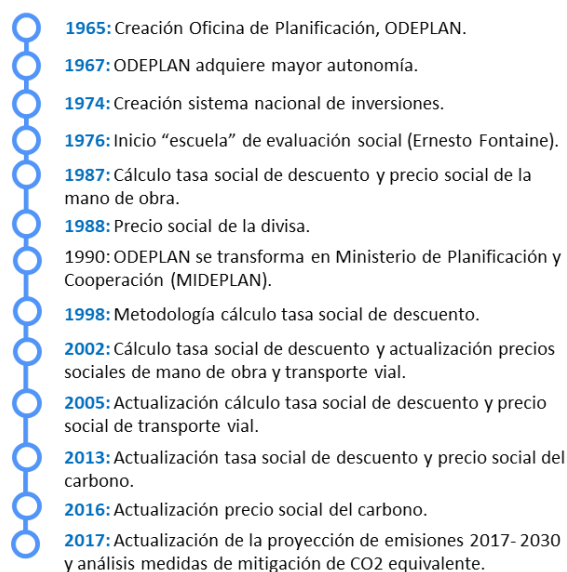 1965: Creación Oficina de Planificación, ODEPLAN.
1967: ODEPLAN adquiere mayor autonomía.
1974: Creación sistema nacional de inversiones.
1976: Inicio “escuela” de evaluación social (Ernesto Fontaine).
1987: Cálculo tasa social de descuento y precio social de la
mano de obra.
1988: Precio social de la divisa.
1990: ODEPLAN se transforma en Ministerio de Planificación y
Cooperación (MIDEPLAN).
1998: Metodología cálculo tasa social de descuento.
2002: Cálculo tasa social de descuento y actualización precios
sociales de mano de obra y transporte vial.
2005: Actualización cálculo tasa social de descuento y precio
social de transporte vial.
2013: Actualización tasa social de descuento y precio social del
carbono.
2016: Actualización precio social del carbono.
2017: Actualización de la proyección de emisiones 2017- 2030
y análisis medidas de mitigación de CO2 equivalente.